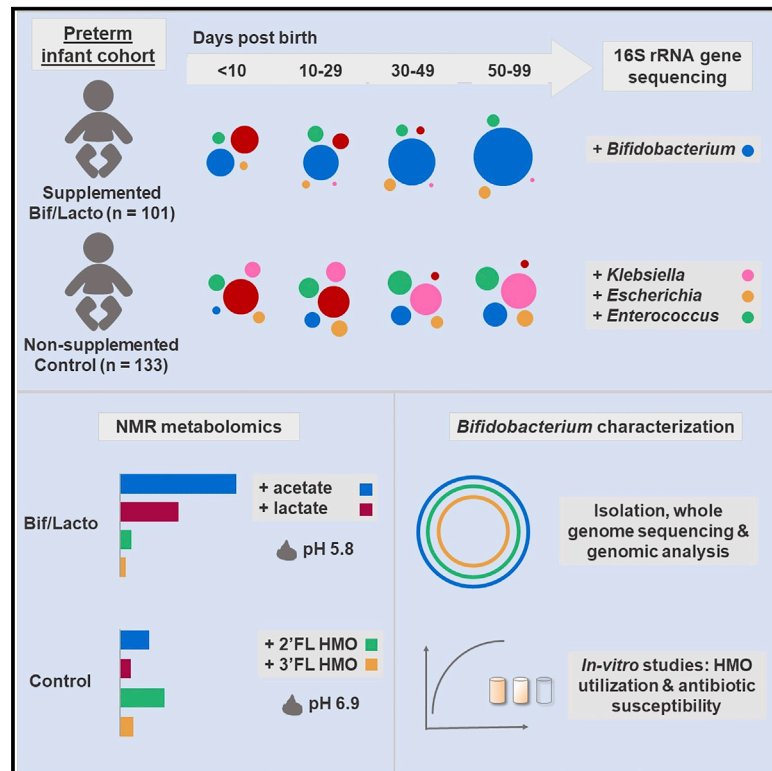 Preterm
infant cohort
Days post birth
<10
10-29
30-49
50-99
16S rRNA gene
sequencing
Supplemented
Bif/Lacto (n = 101)
+ Bifidobacterium
Non-supplemented
Control (n = 133)
+ Klebsiella
+ Escherichia
+ Enterococcus
NMR metabolomics
Bif/Lacto
+ acetate
+ lactate
pH 5.8
Control
+ 2'FL HMO
+ 3'FL HMO
pH 6.9
Bifidobacterium characterization
Isolation, whole
genome sequencing &
genomic analysis
In-vitro studies: HMO
utilization & antibiotic
susceptibility